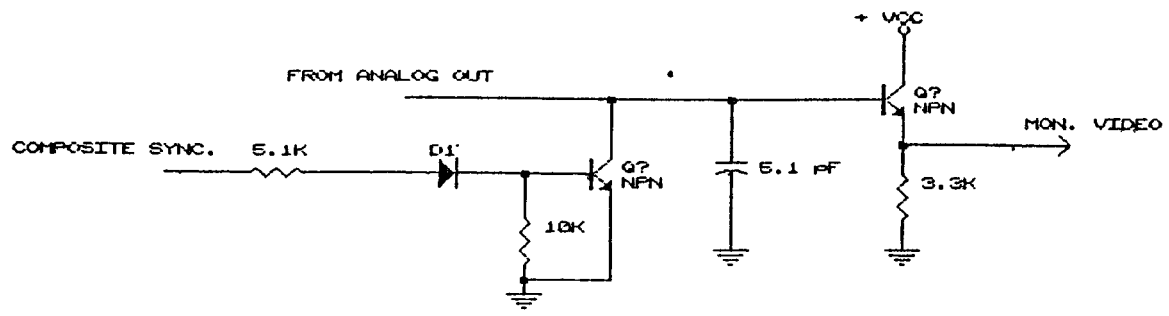 + VCC
FROM ANALOG OUT
Q?
NPN
MON. VIDEO
COMPOSITE SYNC.
5.1K
D1
Q?
NPN
5.1 pF
3.3K
10K